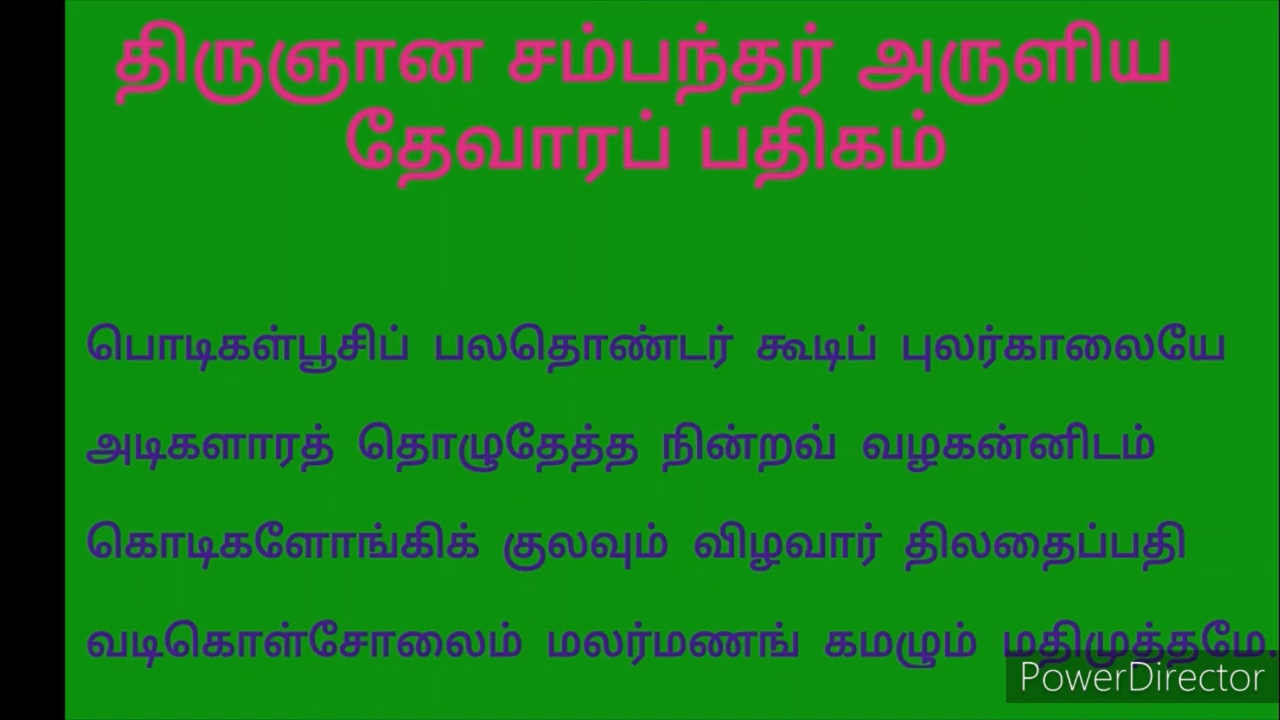 திருஞான சம்பந்தர் அருளிய
தேவாரப் பதிகம்
பொடிகள்பூசிப் பலதொண்டர் கூடிப் புலர்காலையே
அடிகளாரத் தொழுதேத்த நின்றவ் வழகன்னிடம்
கொடிகளோங்கிக் குலவும் விழவார் திலதைப்பதி
வடிகொள்சோலைம் மலர்மணங் கமழும் மதிமுத்தமே.
PowerDirector